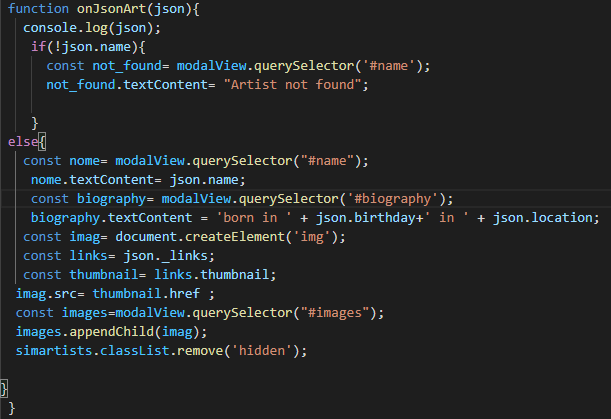 function onJsonArt(json){
console.log(json);
if(!json.name){
const not_found= modalView.querySelector('#name');
not_found.textContent= "Artist not found";
}
else{
const nome= modalView.querySelector("#name");
nome.textContent= json.name;
const biography= modalView.querySelector('#biography');
biography.textContent = 'born in ' + json.birthday+' in ' + json.location;
const imag= document.createElement('img');
const links= json._links;
const thumbnail= links.thumbnail;
imag.src= thumbnail.href ;
const images=modalView.querySelector("#images");
images.appendChild(imag);
simartists.classList.remove('hidden');
}
}